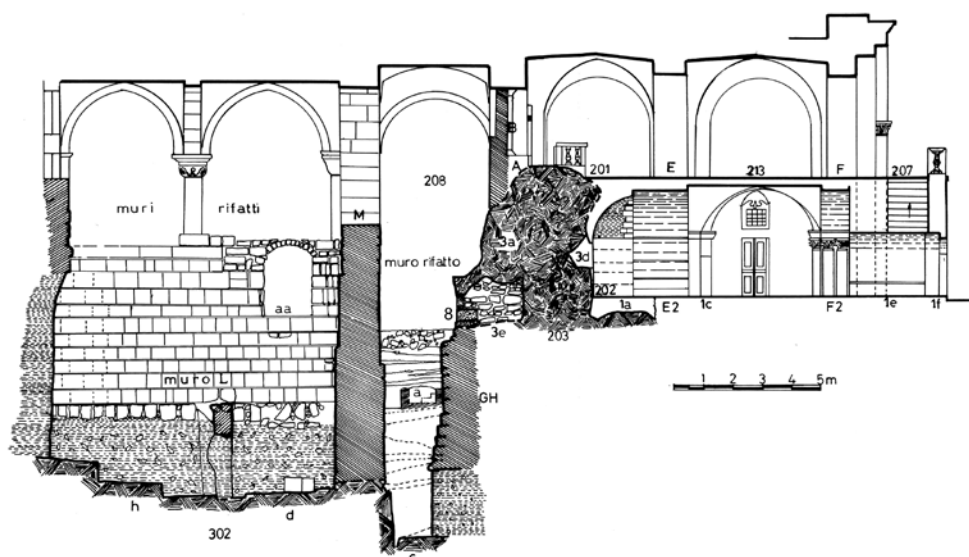 B
A
201 E 213 F 207
208
muri rifatti
M
3a
muro rifatto
3d
202
8
3e
203
1a E2 1c F2 1e 1f
aa
1 2 3 4 5m
muro L
a
GH
h
d
302